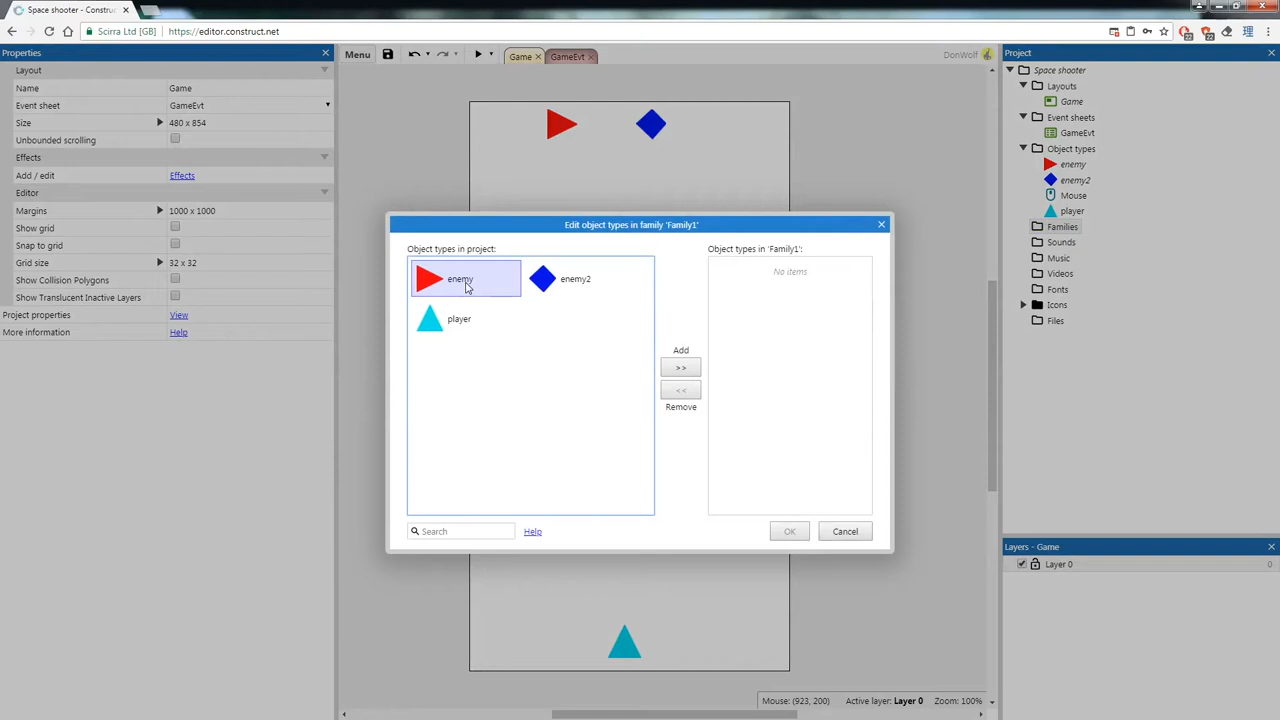 Space shooter - Construc
Scirra Ltd [GB]
https://editor.construct.net
Properties
Layout
Name
Game
Event sheet
GameEvt
Size
480 x 854
Unbounded scrolling
Effects
Add / edit
Effects
Editor
Margins
1000 x 1000
Show grid
Snap to grid
Grid size
32 x 32
Show Collision Polygons
Show Translucent Inactive Layers
Project properties
View
More information
Help
Menu
Game
GameEvt
DonWolf
Edit object types in family 'Family1'
Object types in project:
enemy
enemy2
player
Add
>>
<<
Remove
Object types in 'Family1':
No items
Search
Help
OK
Cancel
Mouse: (923, 200)
Active layer: Layer 0
Zoom: 100%
Project
Space shooter
Layouts
Game
Event sheets
GameEvt
Object types
enemy
enemy2
Mouse
player
Families
Sounds
Music
Videos
Fonts
Icons
Files
Layers - Game
Layer 0
0